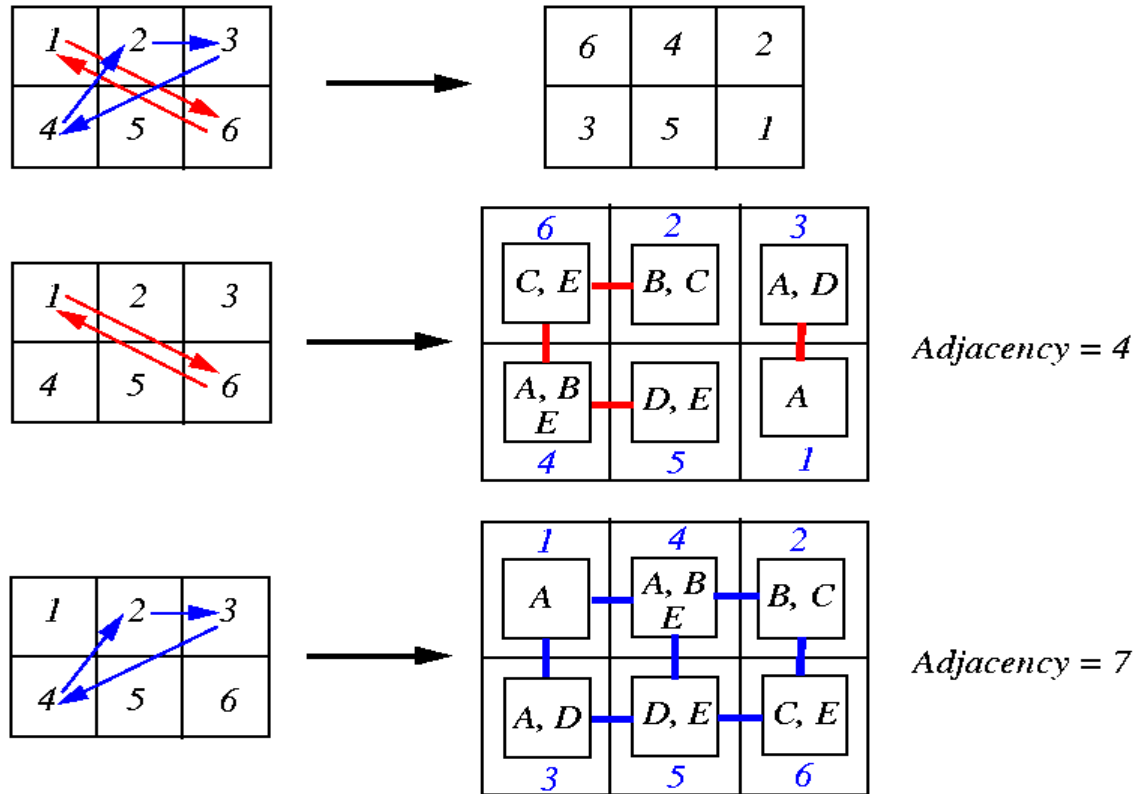 1 2 3
4 5 6
6 4 2
3 5 1
1 2 3
4 5 6
6 2 3
C, E B, C A, D
A, B
E D, E A
4 5 1
Adjacency = 4
1 2 3
4 5 6
1 4 2
A A, B
E B, C
A, D D, E C, E
3 5 6
Adjacency = 7